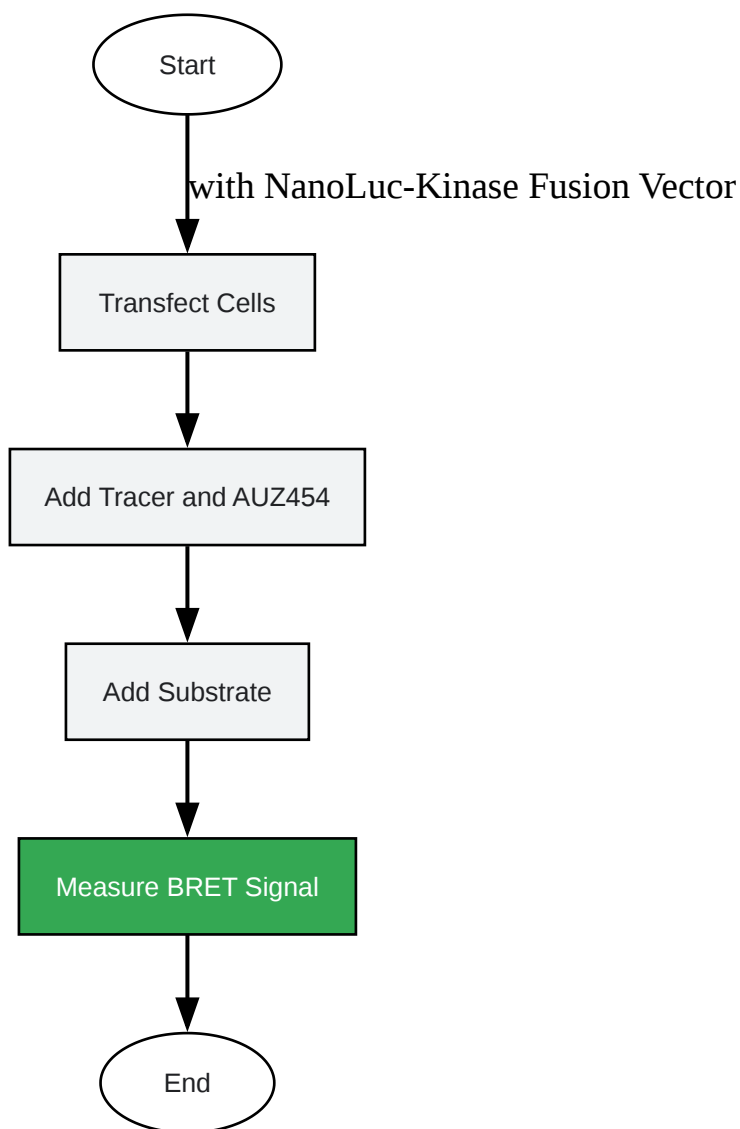 Start
with NanoLuc-Kinase Fusion Vector
Transfect Cells
Add Tracer and AUZ454
Add Substrate
Measure BRET Signal
End